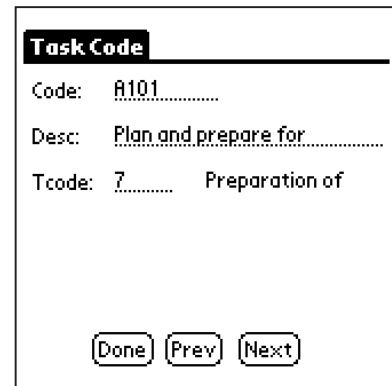 Task Code
Code: A101
Desc: Plan and prepare for
Tcode: 7 Preparation of
Done Prev Next